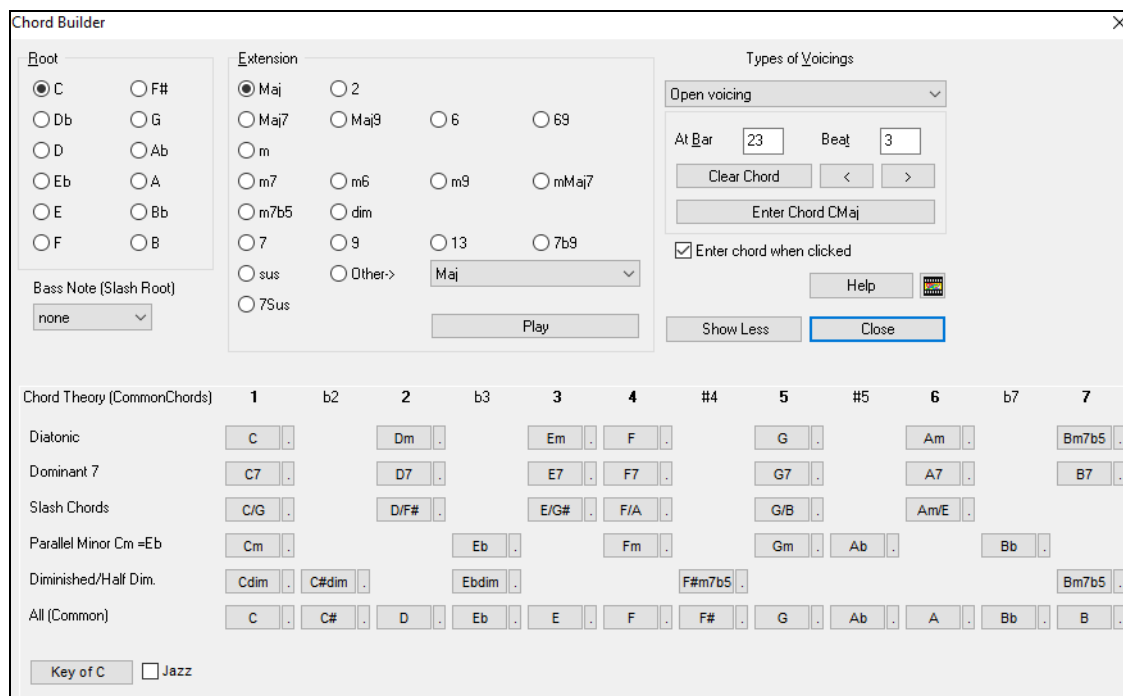 Chord Builder
Root
C F#
Db G
D Ab
Eb A
E Bb
F B
Bass Note (Slash Root)
none
Extension
Maj 2
Maj7 Maj9 6 69
m
m7 m6 m9 mMaj7
m7b5 dim
7 9 13 7b9
sus Other-> Maj
7Sus
Play
Types of Voicings
Open voicing
At Bar 23 Beat 3
Clear Chord < >
Enter Chord CMaj
Enter chord when clicked
Help
Show Less Close
Chord Theory (CommonChords) 1 b2 2 b3 3 4 #4 5 #5 6 b7 7
Diatonic C . Dm . Em . F . G . Am . Bm7b5 .
Dominant 7 C7 . D7 . E7 . F7 . G7 . A7 . B7 .
Slash Chords C/G . D/F# . E/G# . F/A . G/B . Am/E .
Parallel Minor Cm =Eb Cm . Eb . Fm . Gm . Ab . Bb .
Diminished/Half Dim. Cdim . C#dim . Ebdim . F#m7b5 . Bm7b5 .
All (Common) C . C# . D . Eb . E . F . F# . G . Ab . A . Bb . B .
Key of C Jazz